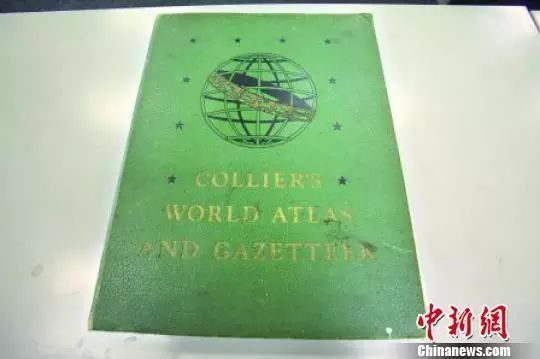 COLLIER'S
WORLD ATLAS
AND GAZETTEER
中新网
Chinanews.com